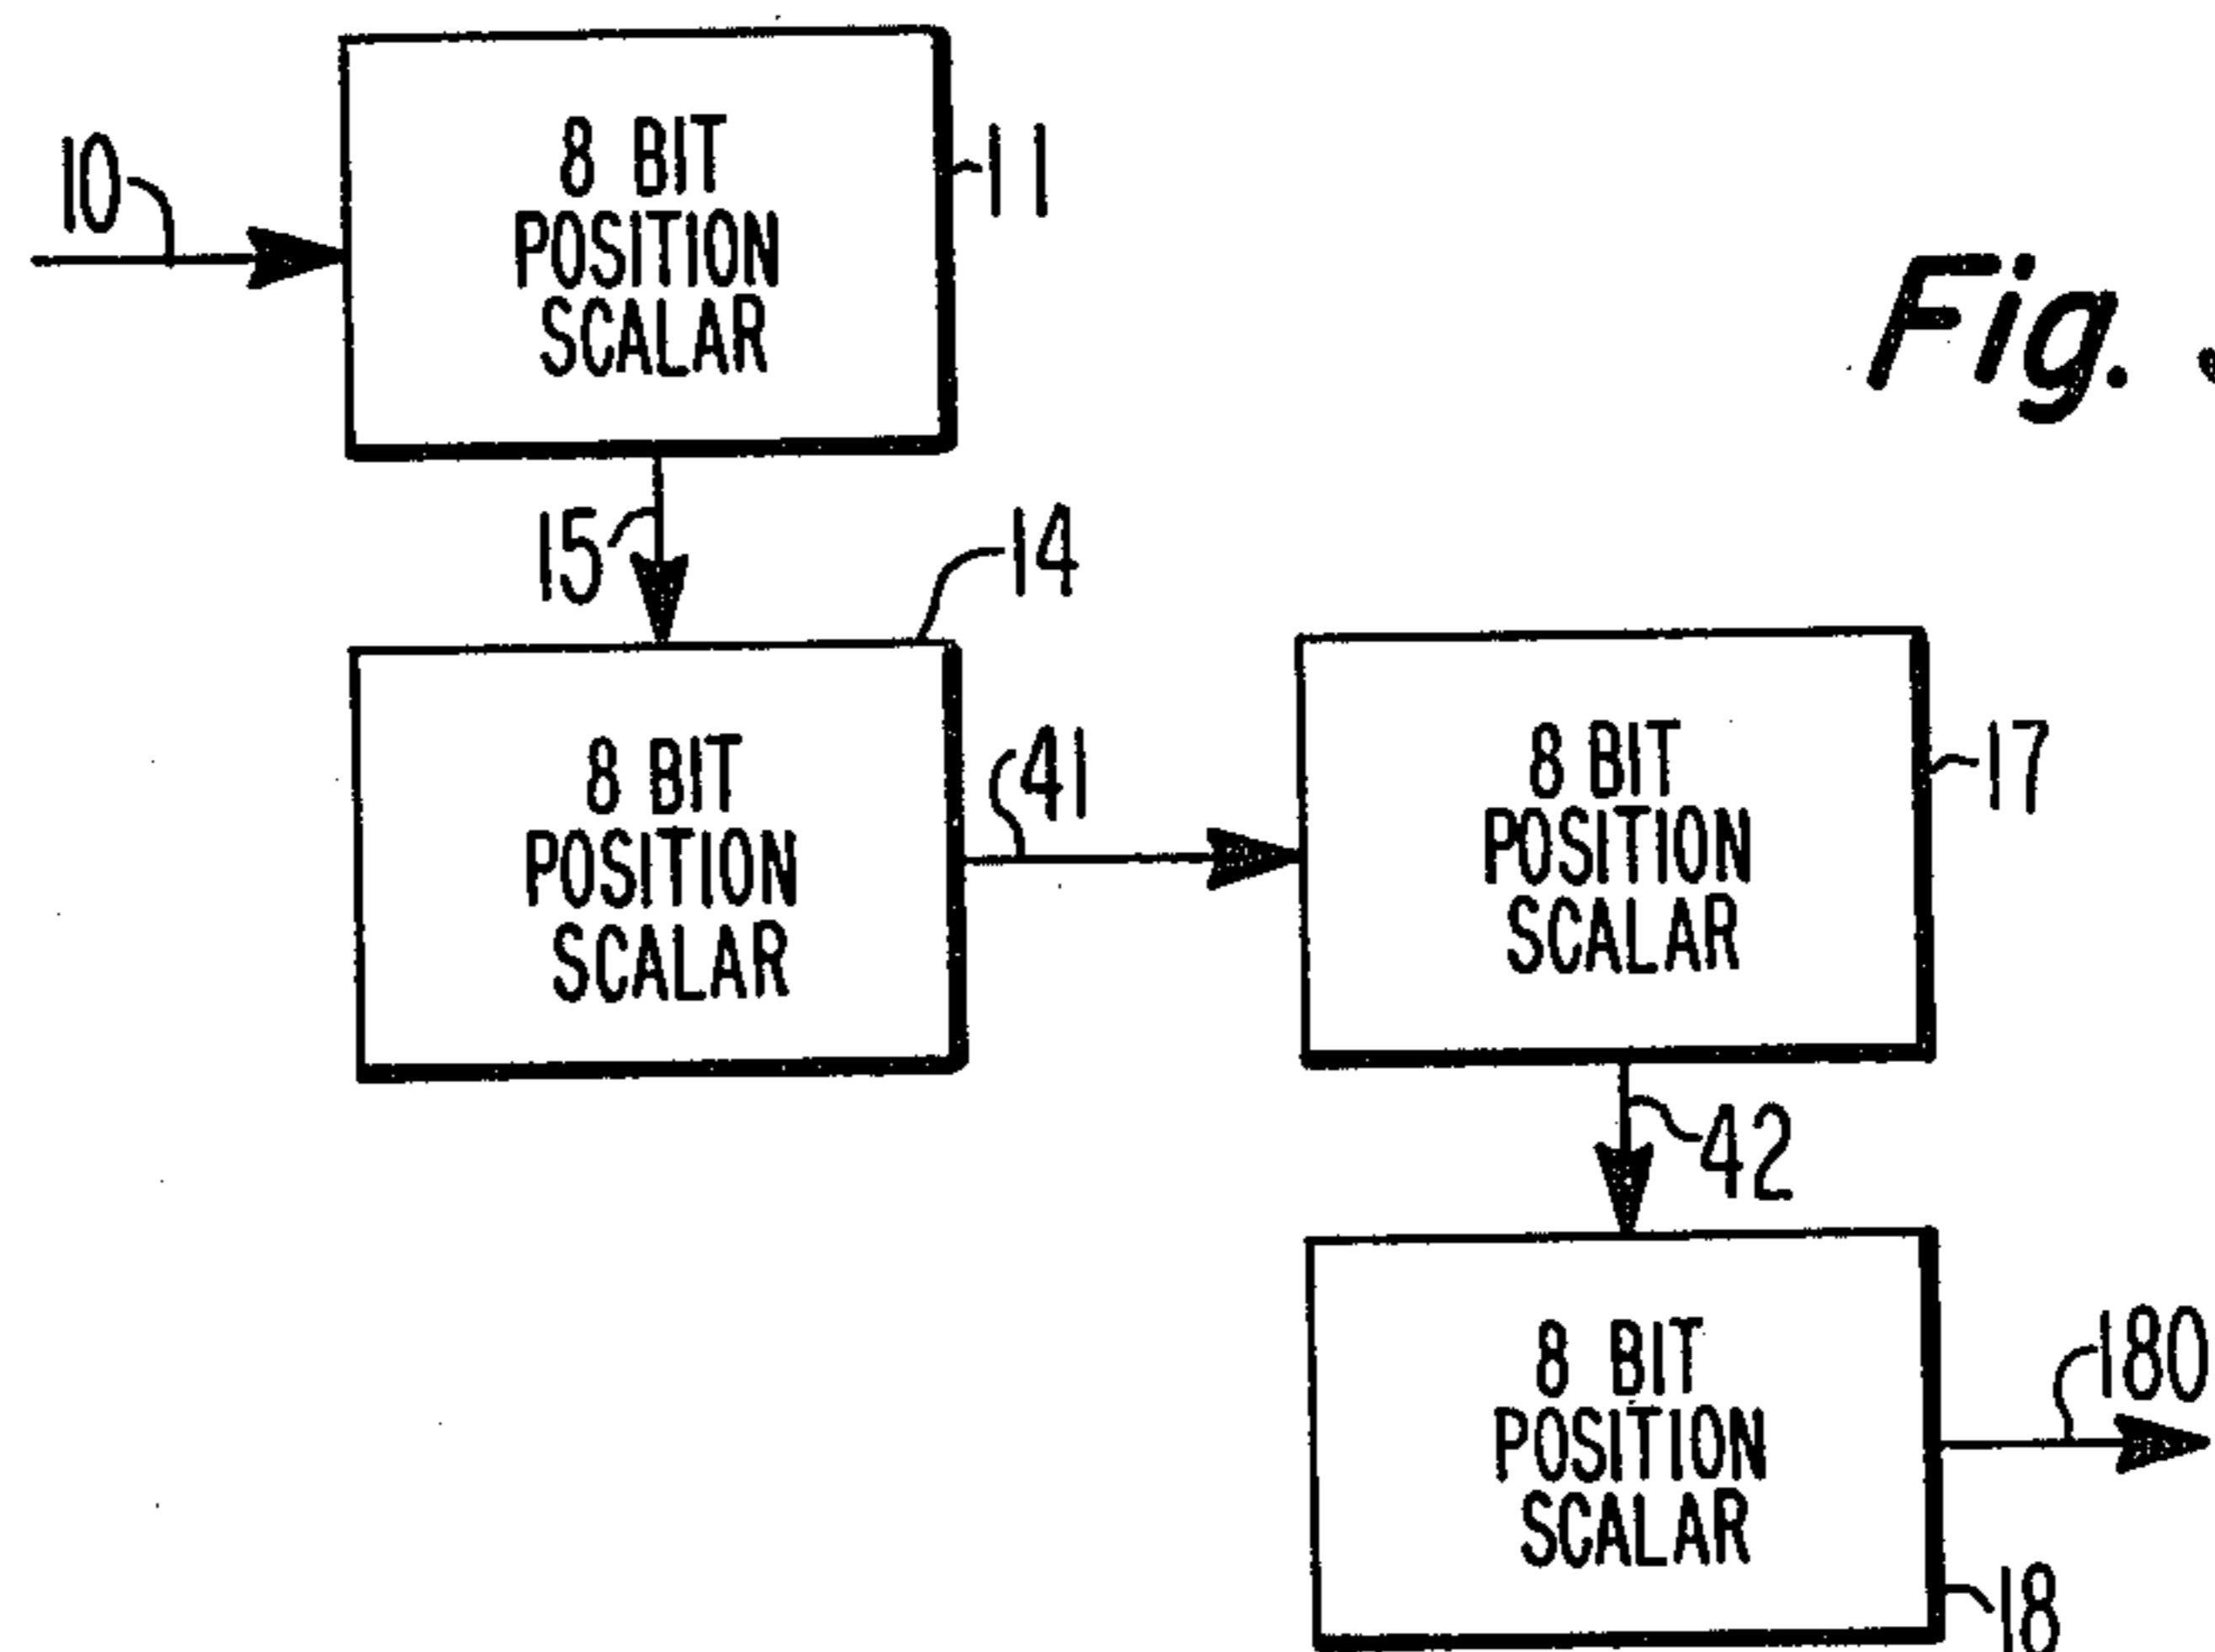 10
8 BIT
POSITION
SCALAR
11
Fig.
15
14
8 BIT
POSITION
SCALAR
41
8 BIT
POSITION
SCALAR
17
42
8 BIT
POSITION
SCALAR
180
18